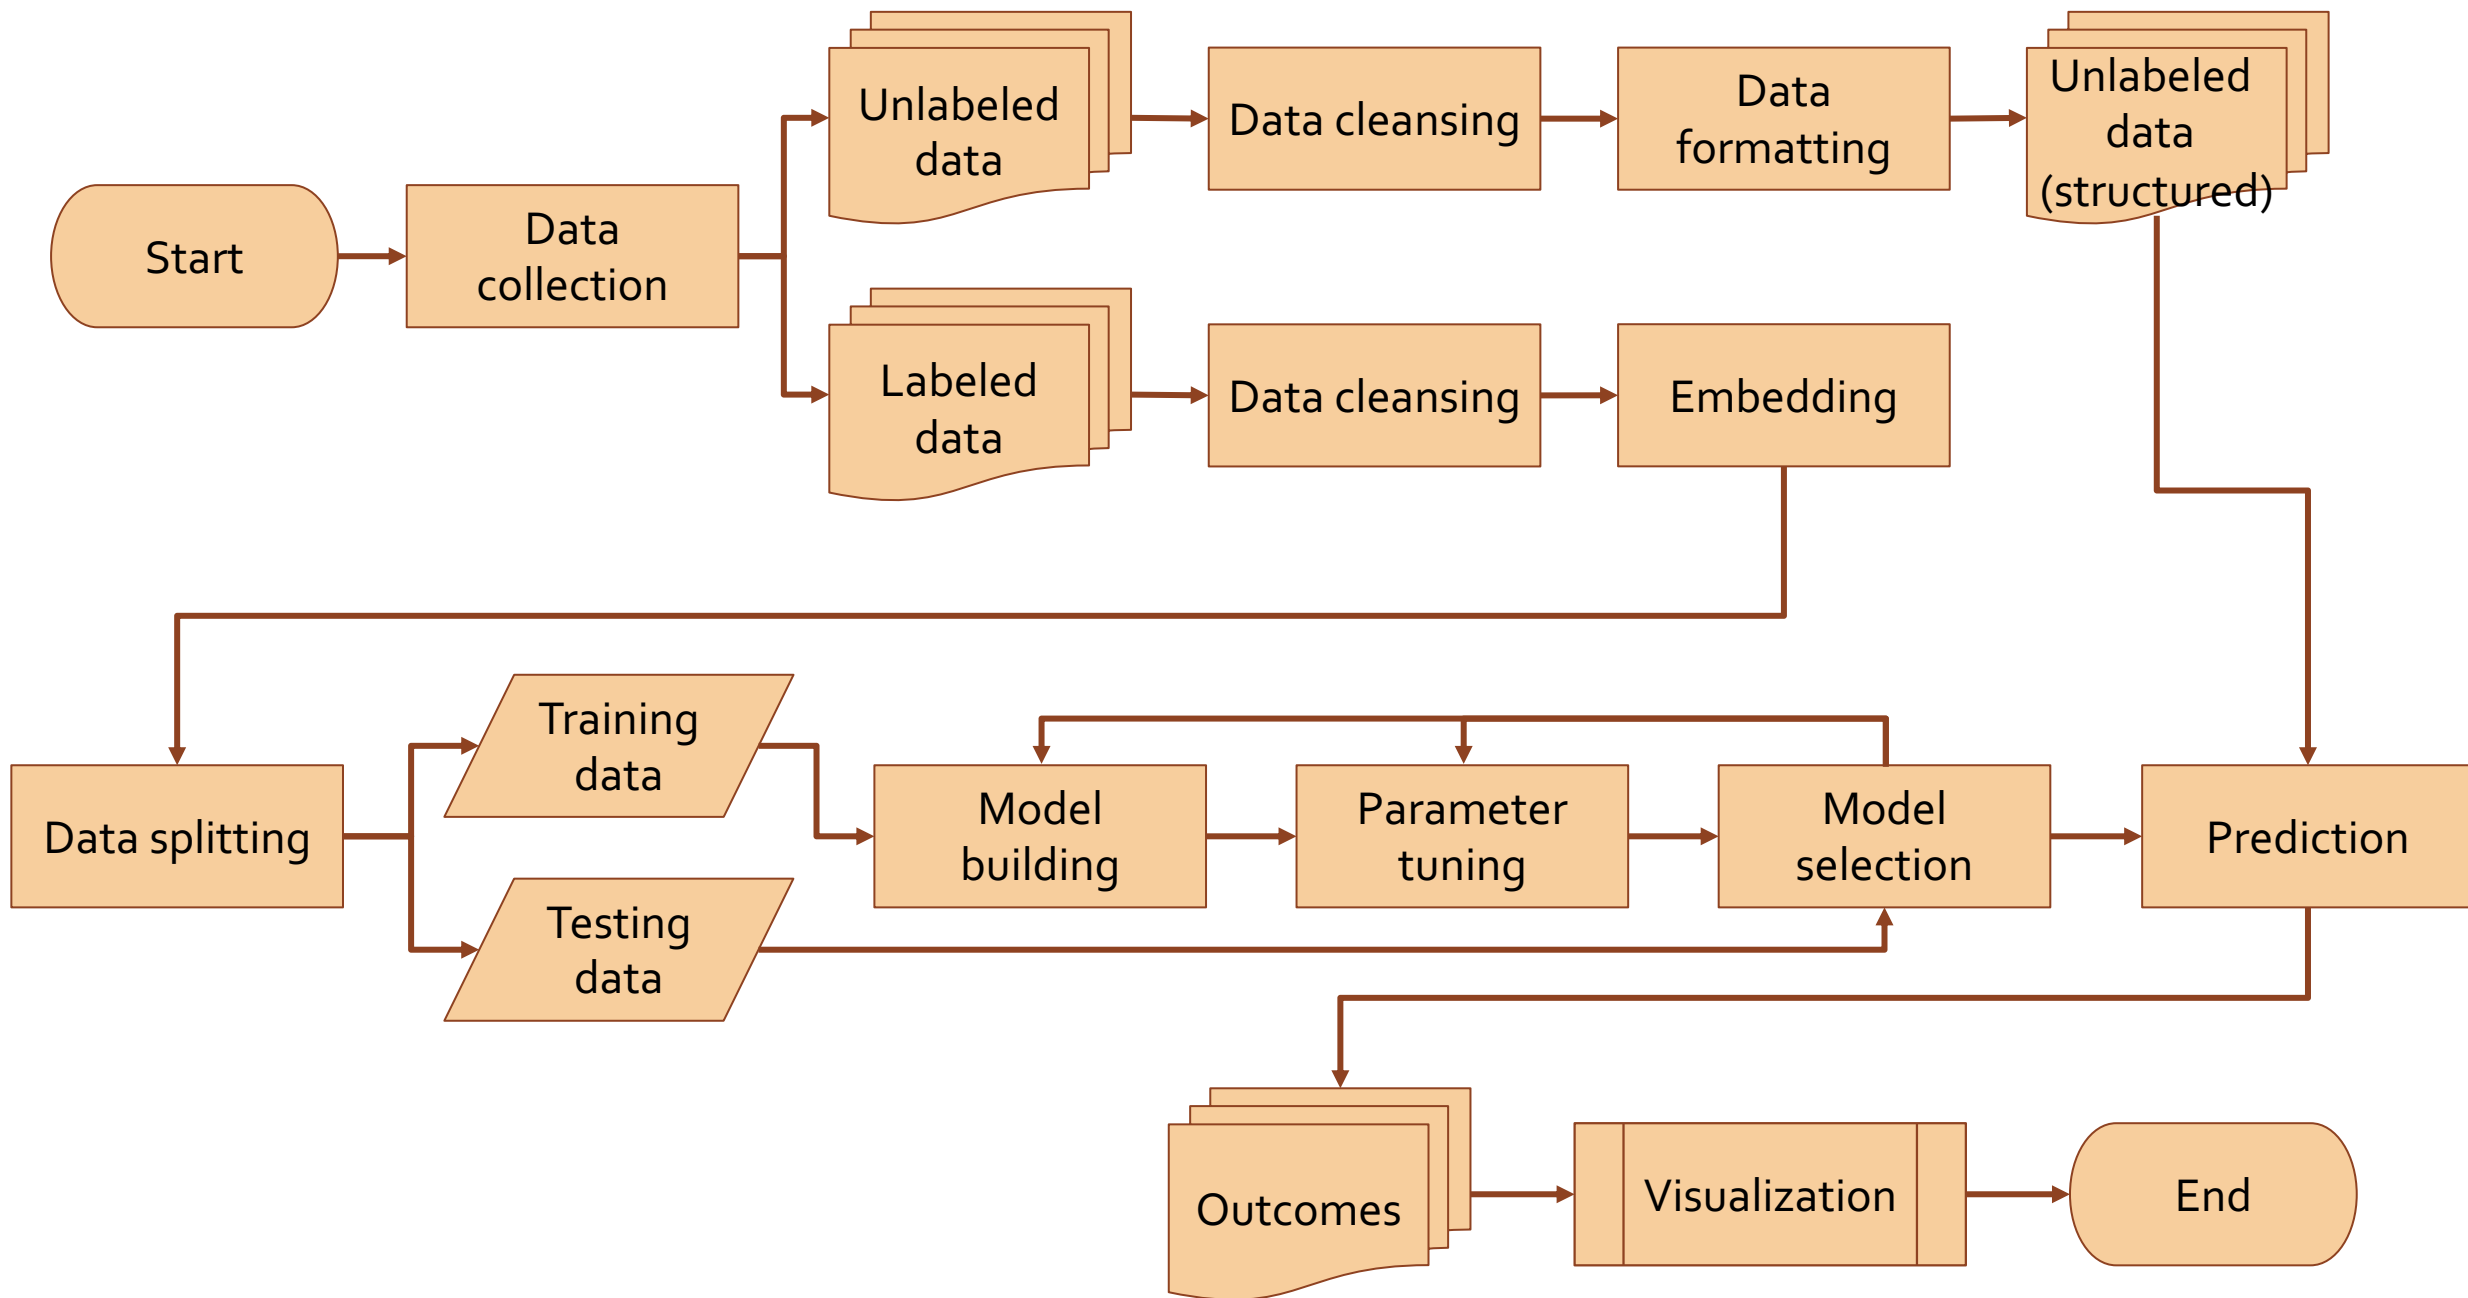 Start
Data
collection
Unlabeled
data
Data cleansing
Data
formatting
Unlabeled
data
(structured)
Labeled
data
Data cleansing
Embedding
Data splitting
Training
data
Testing
data
Model
building
Parameter
tuning
Model
selection
Prediction
Outcomes
Visualization
End